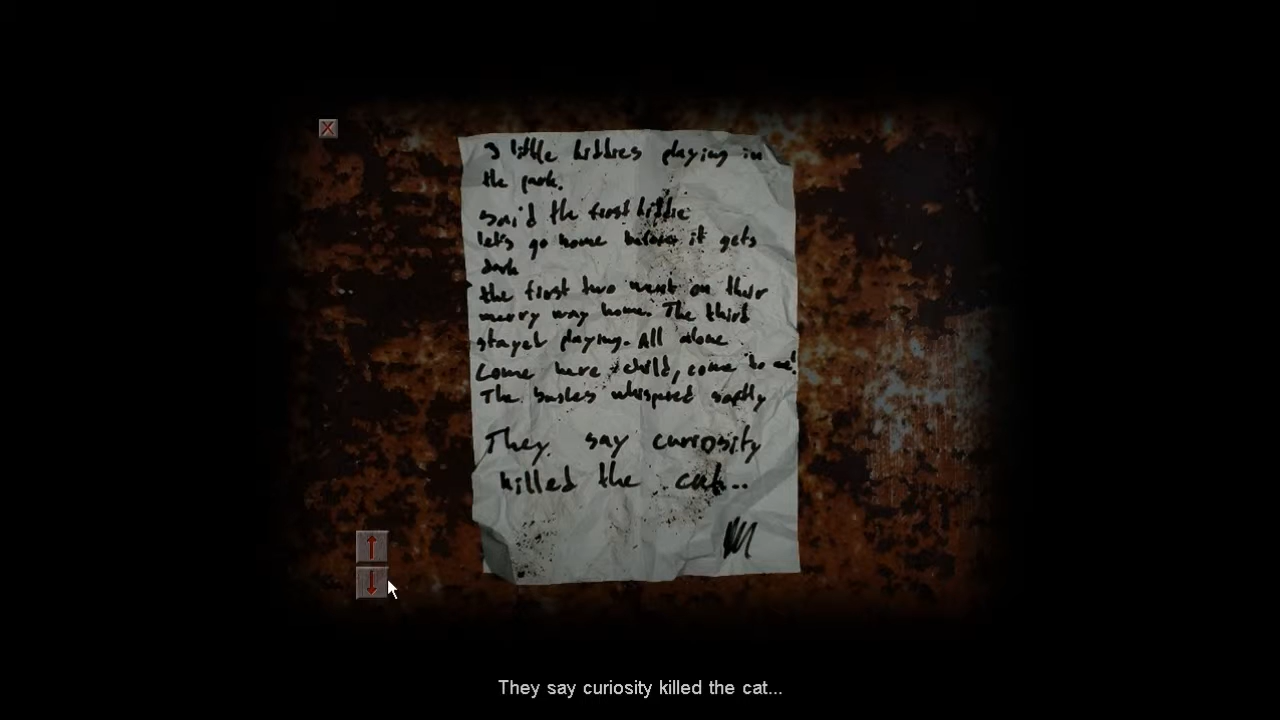 3 little kiddies playing in
the park.
said the first kiddie
let's go home before it gets
dark
the first two went on their
merry way home. The third
stayed playing. All alone
Come here child, come to me!
The bushes whispered softly
They say curiosity
killed the cat..
They say curiosity killed the cat...